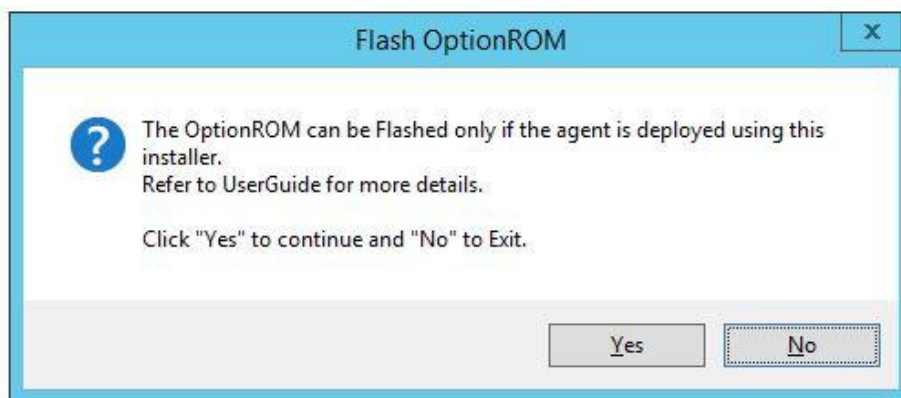 Flash OptionROM
x
?
The OptionROM can be Flashed only if the agent is deployed using this
installer.
Refer to UserGuide for more details.
Click "Yes" to continue and "No" to Exit.
Yes
No